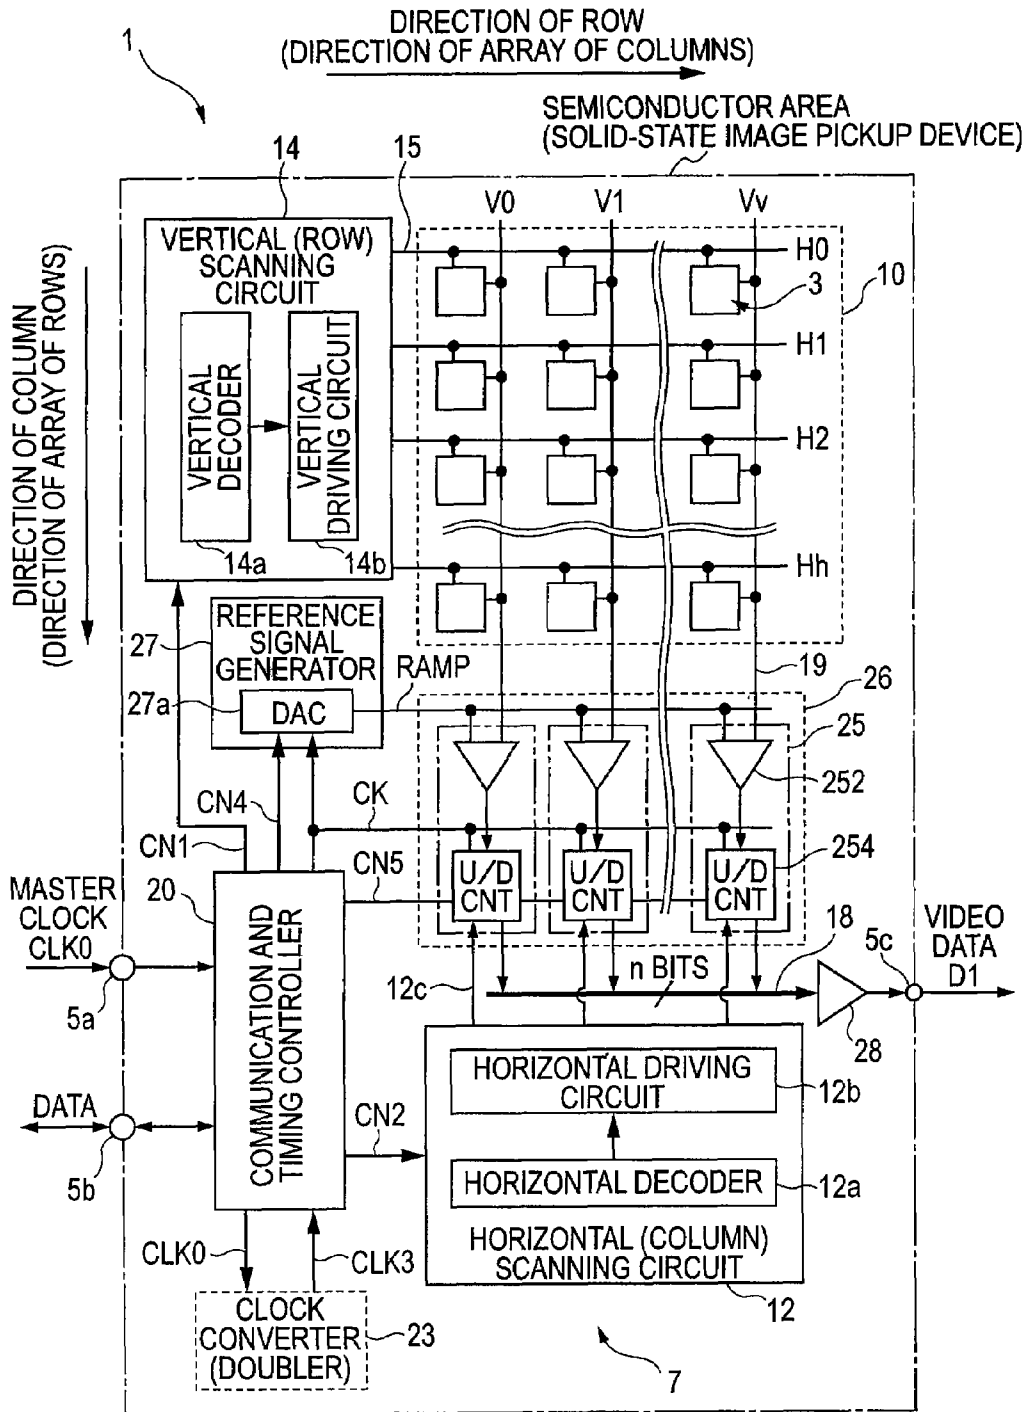 DIRECTION OF ROW
(DIRECTION OF ARRAY OF COLUMNS)
1
SEMICONDUCTOR AREA
(SOLID-STATE IMAGE PICKUP DEVICE)
14
15
V0
V1
Vv
VERTICAL (ROW)
SCANNING
CIRCUIT
H0
3
10
H1
H2
Hh
DIRECTION OF COLUMN
(DIRECTION OF ARRAY OF ROWS)
VERTICAL
DECODER
VERTICAL
DRIVING CIRCUIT
14a
14b
27
REFERENCE
SIGNAL
GENERATOR
27a
DAC
RAMP
19
26
25
252
CN4
CK
CN1
CN5
U/D
CNT
U/D
CNT
U/D
CNT
254
MASTER
CLOCK
CLK0
20
5a
COMMUNICATION AND
TIMING CONTROLLER
12c
n BITS
18
5c
VIDEO
DATA
D1
28
HORIZONTAL DRIVING
CIRCUIT
12b
DATA
5b
CN2
HORIZONTAL DECODER
12a
HORIZONTAL (COLUMN)
SCANNING CIRCUIT
12
CLK0
CLK3
CLOCK
CONVERTER
(DOUBLER)
23
7